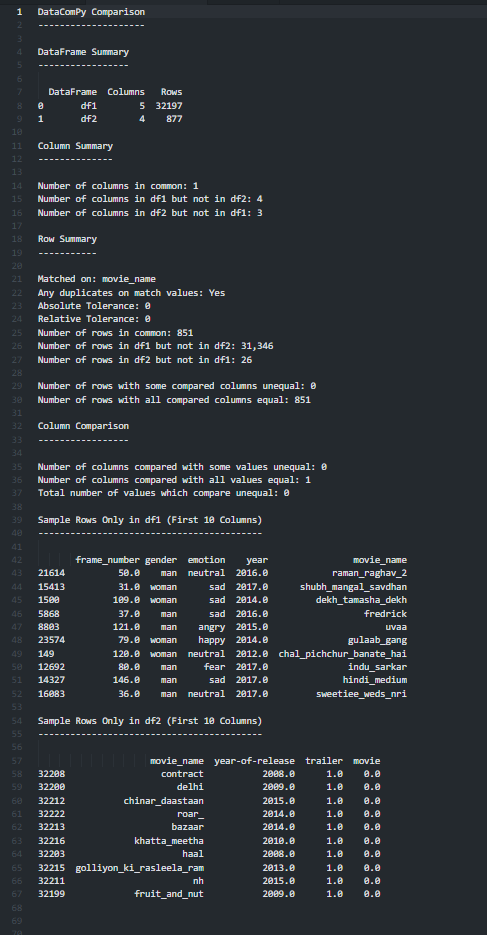 1 DataComPy Comparison
2 --------------------
3
4 DataFrame Summary
5 -----------------
6
7 DataFrame Columns Rows
8 0 df1 5 32197
9 1 df2 4 877
10
11 Column Summary
12 --------------
13
14 Number of columns in common: 1
15 Number of columns in df1 but not in df2: 4
16 Number of columns in df2 but not in df1: 3
17
18 Row Summary
19 -----------
20
21 Matched on: movie_name
22 Any duplicates on match values: Yes
23 Absolute Tolerance: 0
24 Relative Tolerance: 0
25 Number of rows in common: 851
26 Number of rows in df1 but not in df2: 31,346
27 Number of rows in df2 but not in df1: 26
28
29 Number of rows with some compared columns unequal: 0
30 Number of rows with all compared columns equal: 851
31
32 Column Comparison
33 -----------------
34
35 Number of columns compared with some values unequal: 0
36 Number of columns compared with all values equal: 1
37 Total number of values which compare unequal: 0
38
39 Sample Rows Only in df1 (First 10 Columns)
40 ------------------------------------------
41
42 frame_number gender emotion year movie_name
43 21614 50.0 man neutral 2016.0 raman_raghav_2
44 15413 31.0 woman sad 2017.0 shubh_mangal_savdhan
45 1500 109.0 woman sad 2014.0 dekh_tamasha_dekh
46 5868 37.0 man sad 2016.0 fredrick
47 8803 121.0 man angry 2015.0 uvaa
48 23574 79.0 woman happy 2014.0 gulaab_gang
49 149 120.0 woman neutral 2012.0 chal_pichchur_banate_hai
50 12692 80.0 man fear 2017.0 indu_sarkar
51 14327 146.0 man sad 2017.0 hindi_medium
52 16083 36.0 man neutral 2017.0 sweetiee_weds_nri
53
54 Sample Rows Only in df2 (First 10 Columns)
55 ------------------------------------------
56
57 movie_name year-of-release trailer movie
58 32208 contract 2008.0 1.0 0.0
59 32200 delhi 2009.0 1.0 0.0
60 32212 chinar_daastaan 2015.0 1.0 0.0
61 32222 roar_ 2014.0 1.0 0.0
62 32213 bazaar 2014.0 1.0 0.0
63 32216 khatta_meetha 2010.0 1.0 0.0
64 32203 haal 2008.0 1.0 0.0
65 32215 golliyon_ki_rasleela_ram 2013.0 1.0 0.0
66 32211 nh 2015.0 1.0 0.0
67 32199 fruit_and_nut 2009.0 1.0 0.0
68
69
70